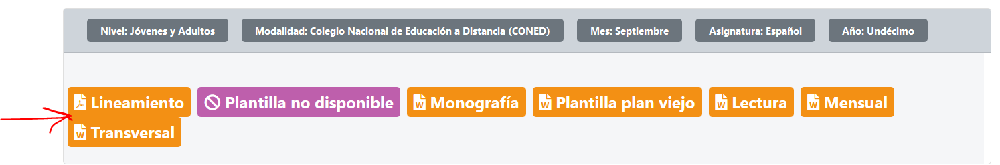 Nivel: Jóvenes y Adultos Modalidad: Colegio Nacional de Educación a Distancia (CONED) Mes: Septiembre Asignatura: Español Año: Undécimo
Lineamiento Plantilla no disponible Monografía Plantilla plan viejo Lectura Mensual
Transversal